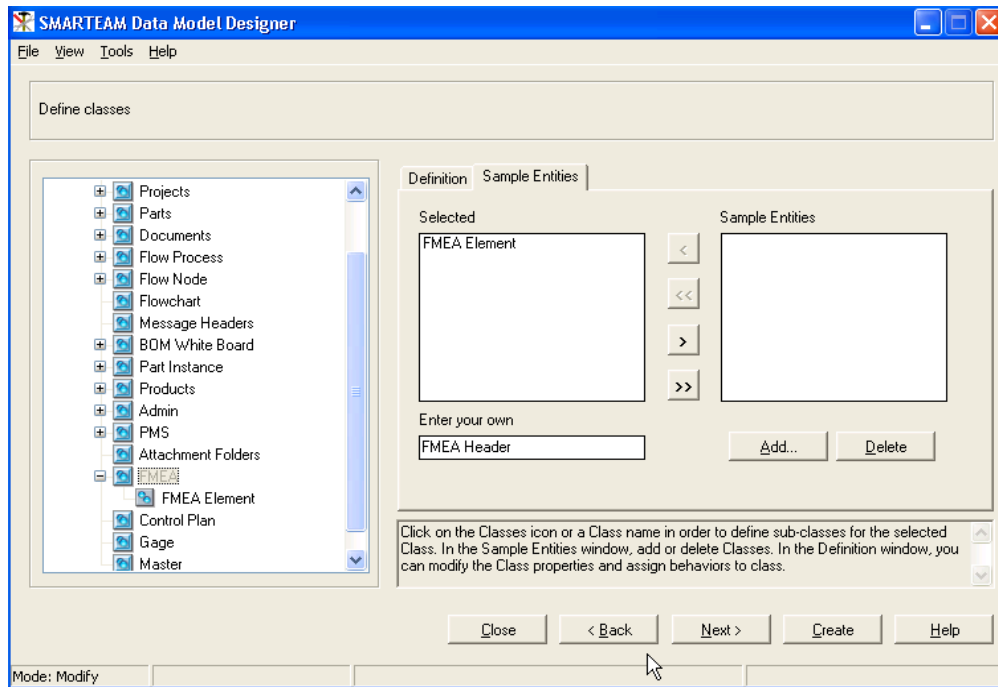 SMARTEAM Data Model Designer
File View Tools Help
Define classes
Projects
Parts
Documents
Flow Process
Flow Node
Flowchart
Message Headers
BOM White Board
Part Instance
Products
Admin
PMS
Attachment Folders
FMEA
FMEA Element
Control Plan
Gage
Master
Definition Sample Entities
Selected
FMEA Element
<
<<
>
>>
Sample Entities
Enter your own
FMEA Header
Add... Delete
Click on the Classes icon or a Class name in order to define sub-classes for the selected
Class. In the Sample Entities window, add or delete Classes. In the Definition window, you
can modify the Class properties and assign behaviors to class.
Close < Back Next > Create Help
Mode: Modify